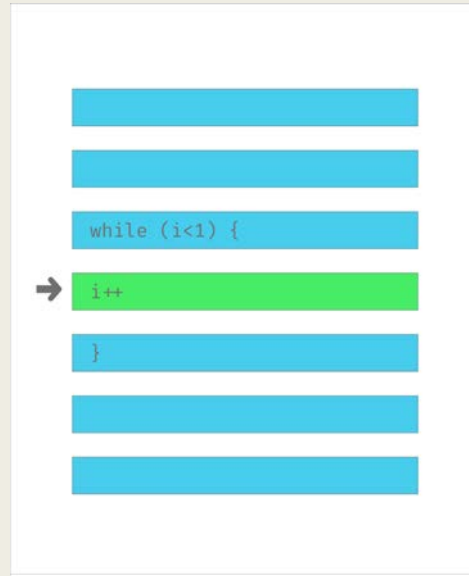 while (i<1) {
i++
}